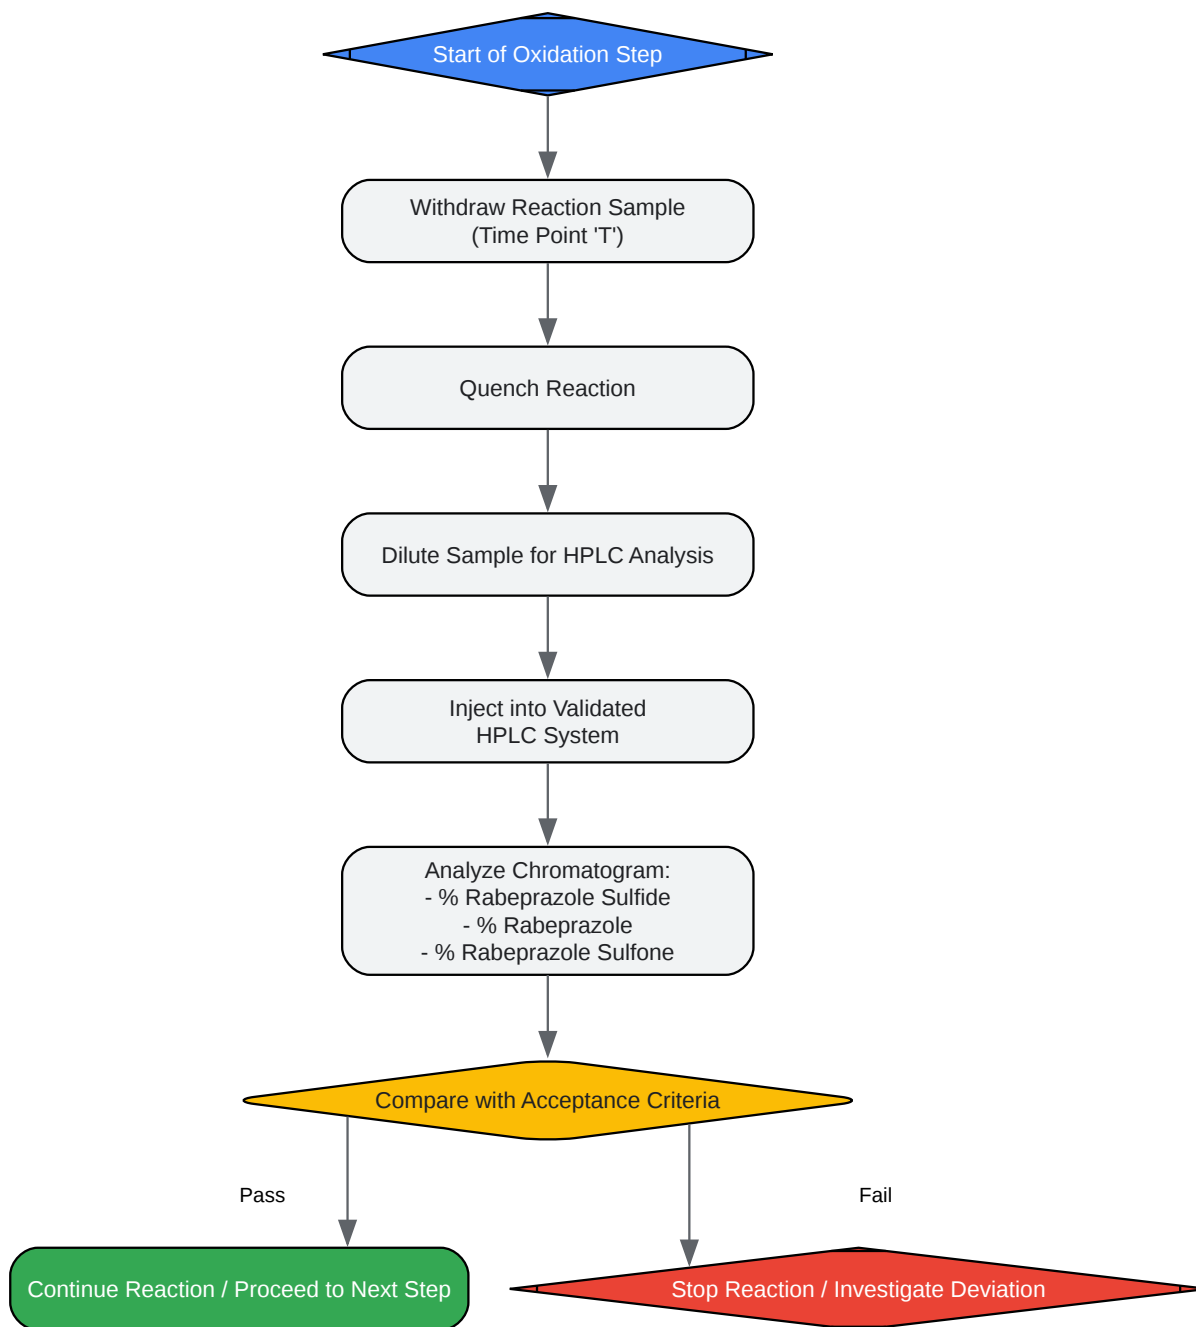 Start of Oxidation Step
Withdraw Reaction Sample
(Time Point 'T')
Quench Reaction
Dilute Sample for HPLC Analysis
Inject into Validated
HPLC System
Analyze Chromatogram:
- % Rabeprazole Sulfide
- % Rabeprazole
- % Rabeprazole Sulfone
Compare with Acceptance Criteria
Pass
Fail
Continue Reaction / Proceed to Next Step
Stop Reaction / Investigate Deviation